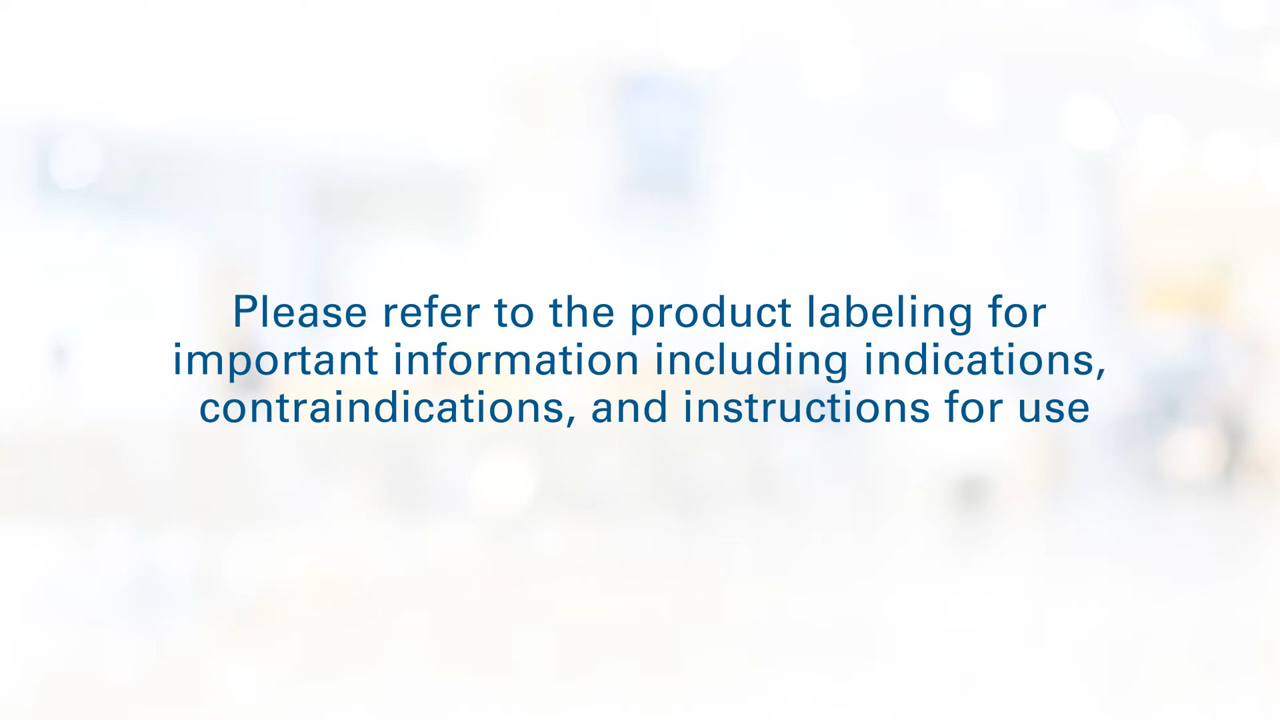 Please refer to the product labeling for
important information including indications,
contraindications, and instructions for use